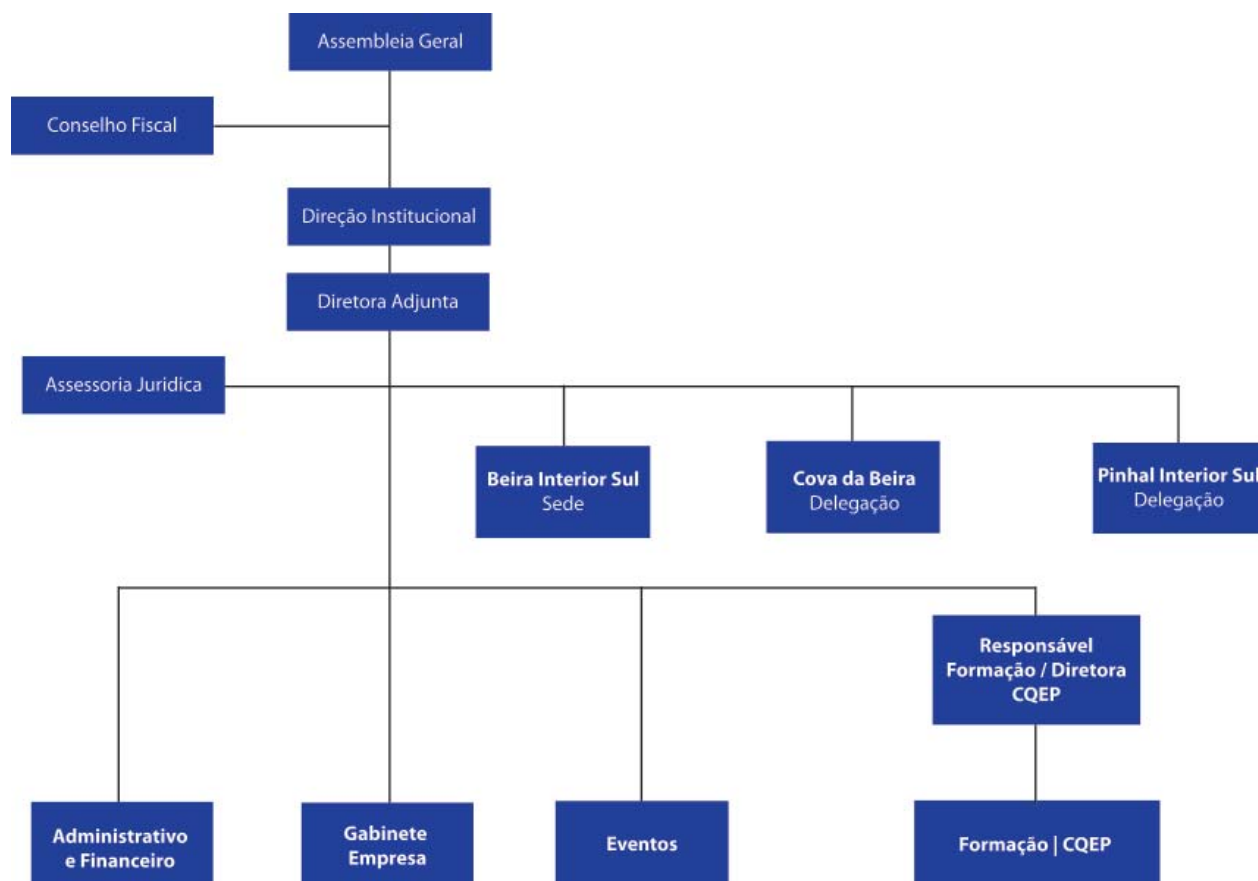 Assembleia Geral
Conselho Fiscal
Direção Institucional
Diretora Adjunta
Assessoria Juridica
Beira Interior Sul
Sede
Cova da Beira
Delegação
Pinhal Interior Sul
Delegação
Responsável
Formação / Diretora
CQEP
Administrativo
e Financeiro
Gabinete
Empresa
Eventos
Formação | CQEP